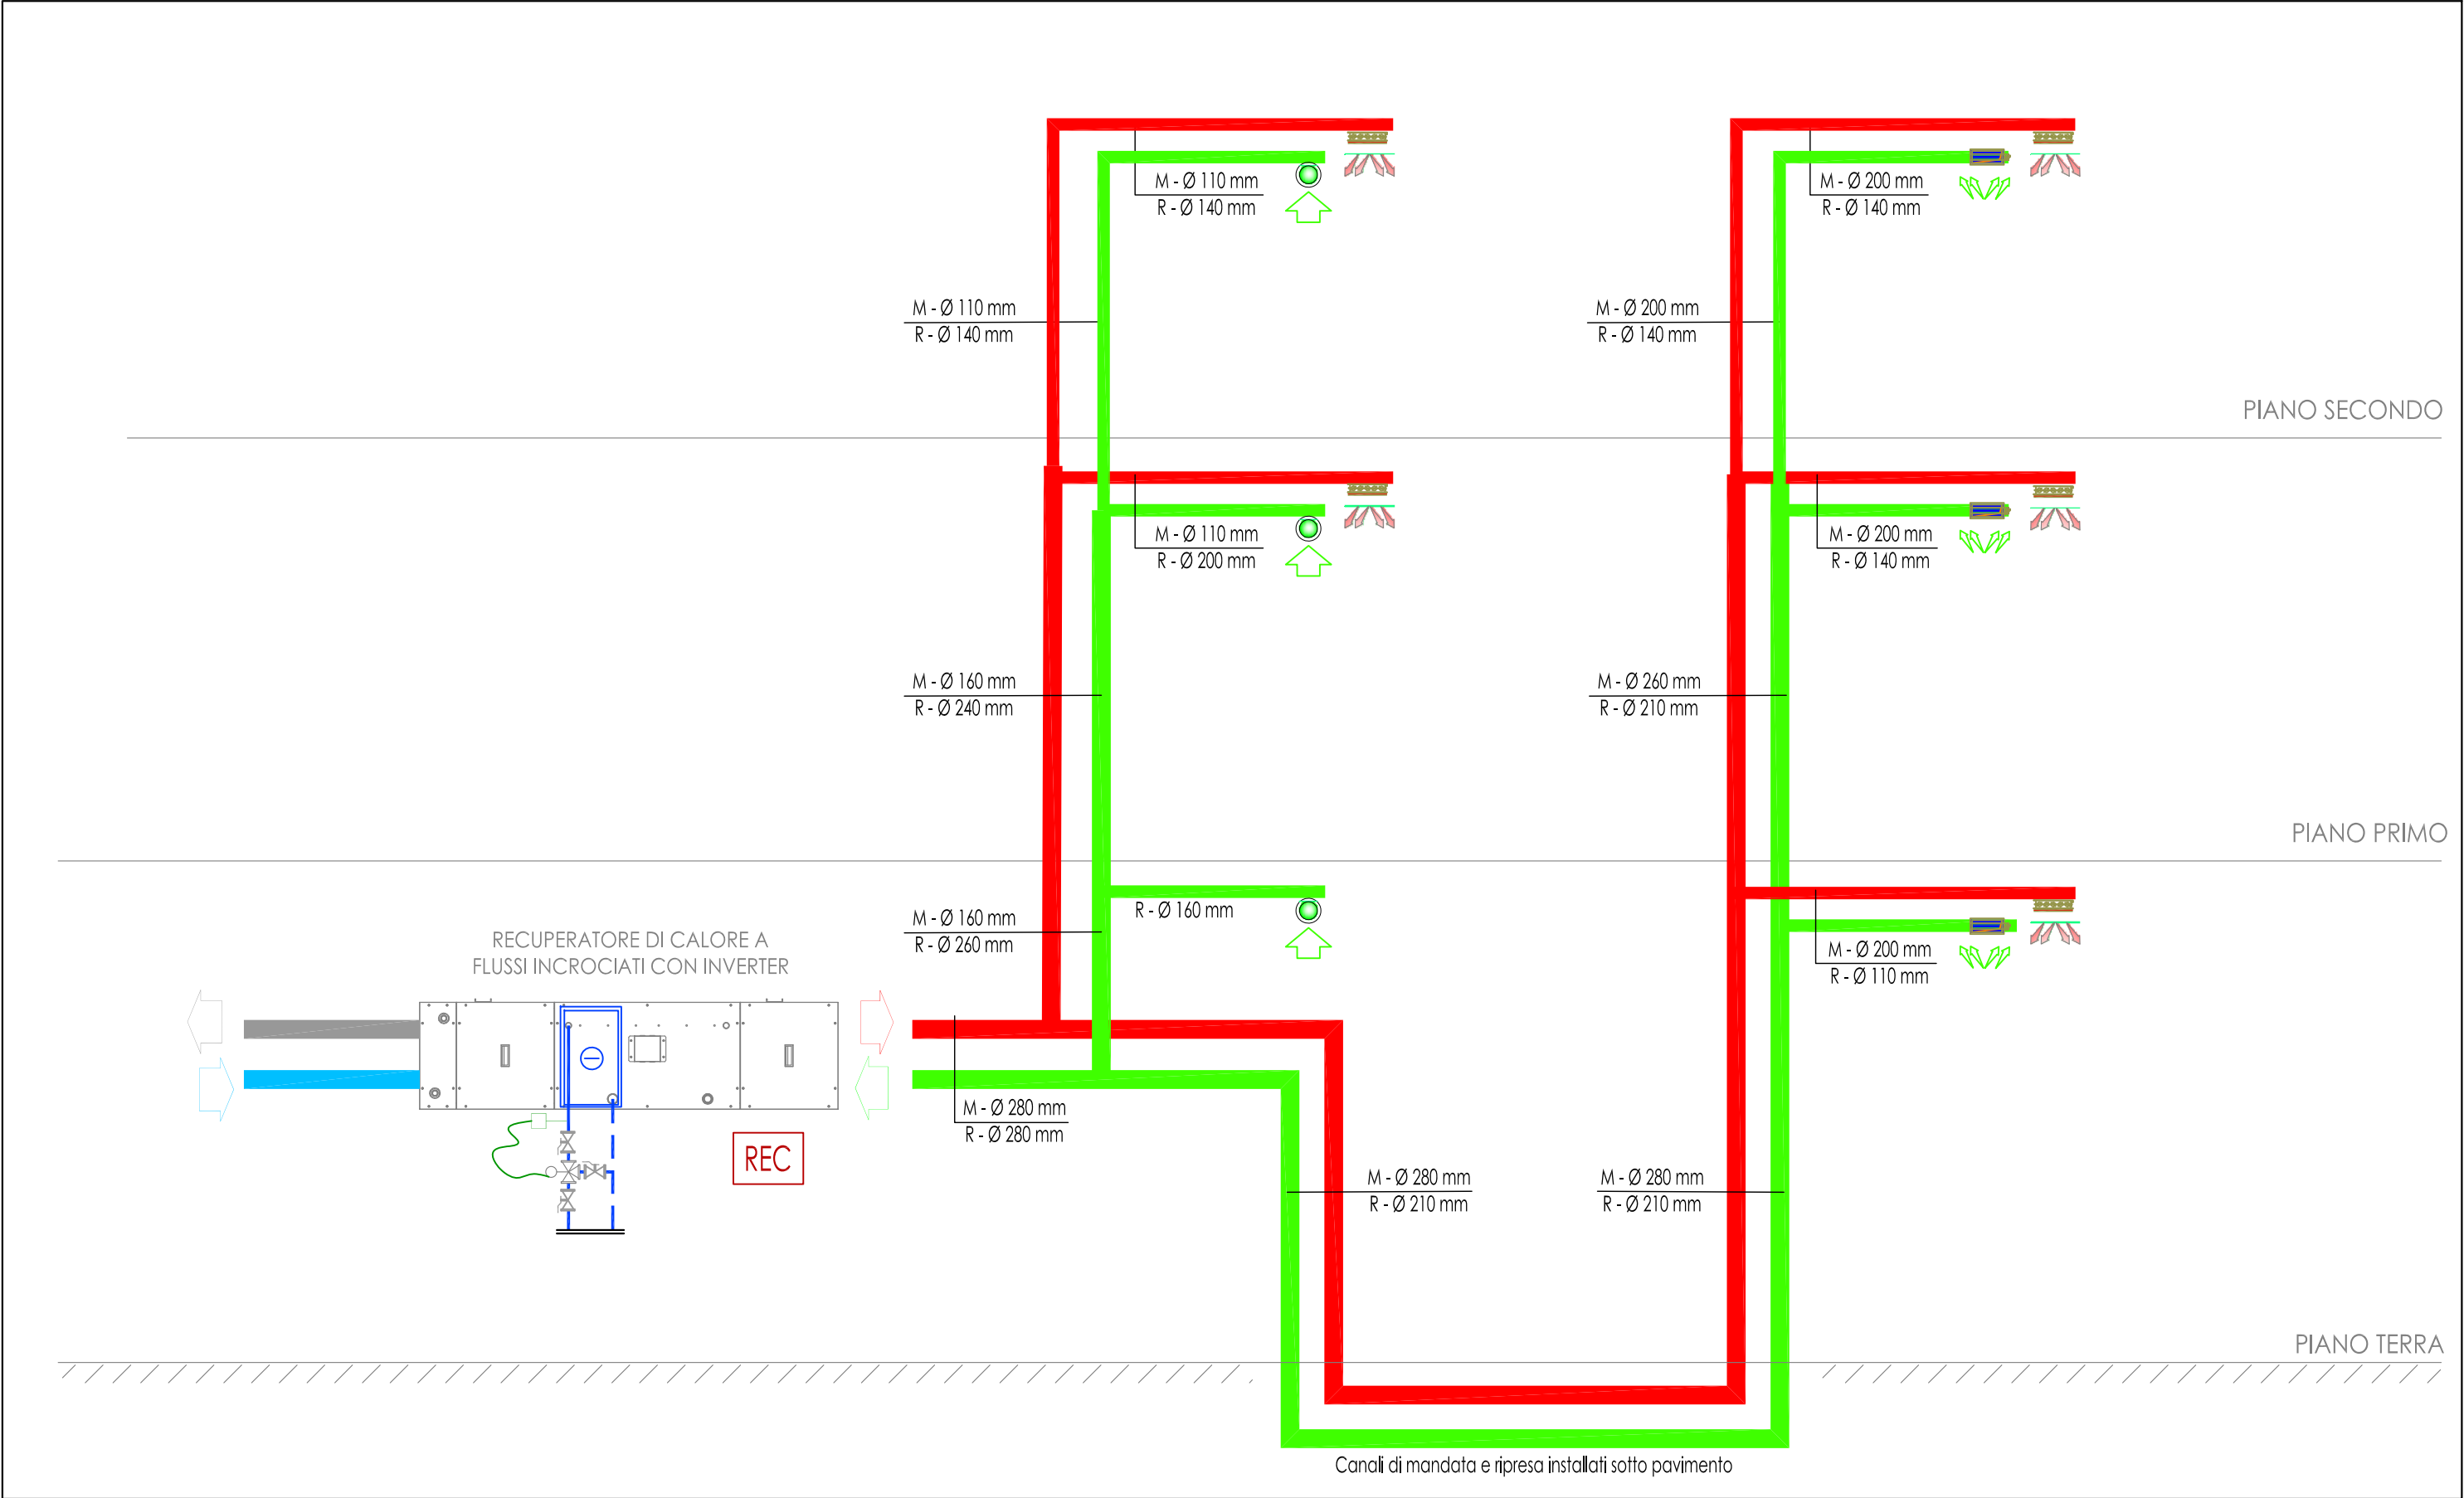 M - Ø 110 mm
R - Ø 140 mm
M - Ø 200 mm
R - Ø 140 mm
M - Ø 110 mm
R - Ø 140 mm
M - Ø 200 mm
R - Ø 140 mm
PIANO SECONDO
M - Ø 110 mm
R - Ø 200 mm
M - Ø 200 mm
R - Ø 140 mm
M - Ø 160 mm
R - Ø 240 mm
M - Ø 260 mm
R - Ø 210 mm
PIANO PRIMO
M - Ø 160 mm
R - Ø 260 mm
R - Ø 160 mm
RECUPERATORE DI CALORE A
FLUSSI INCROCIATI CON INVERTER
M - Ø 200 mm
R - Ø 110 mm
M - Ø 280 mm
R - Ø 280 mm
REC
M - Ø 280 mm
R - Ø 210 mm
M - Ø 280 mm
R - Ø 210 mm
PIANO TERRA
Canali di mandata e ripresa installati sotto pavimento